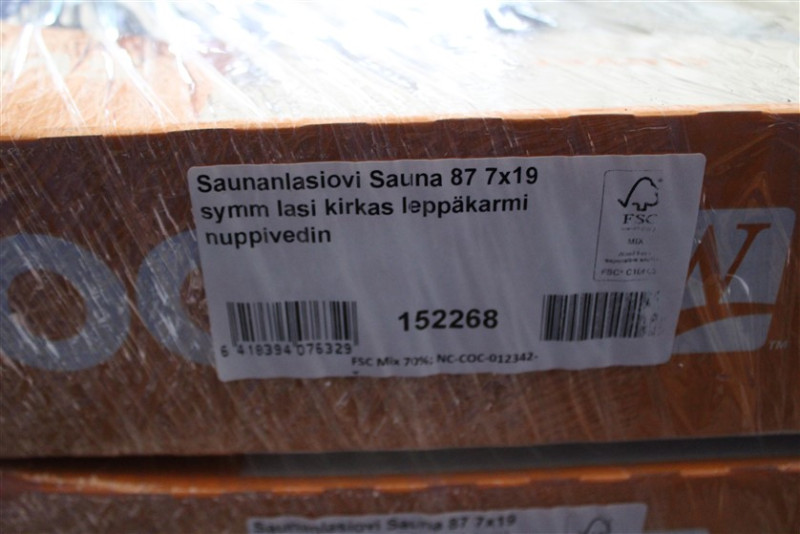 Saunanlasiovi Sauna 87 7x19
symm lasi kirkas leppäkarmi
nuppivedin
FSC
MIX
152268
6 418394 076329
FSC Mix 70%; NC-COC-012342-
TM
Saunanlasiovi Sauna 87 7x19